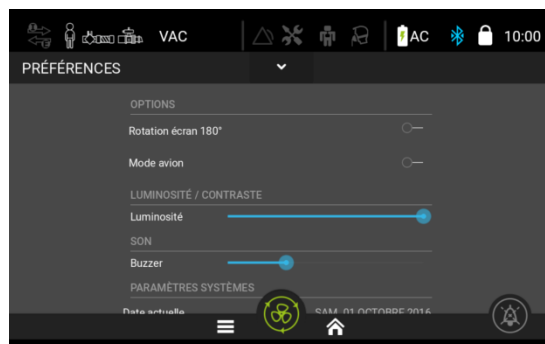 VAC AC 10:00
PRÉFÉRENCES
OPTIONS
Rotation écran 180°
Mode avion
LUMINOSITÉ / CONTRASTE
Luminosité
SON
Buzzer
PARAMÈTRES SYSTÈMES
Date actuelle SAM. 01 OCTOBRE 2016